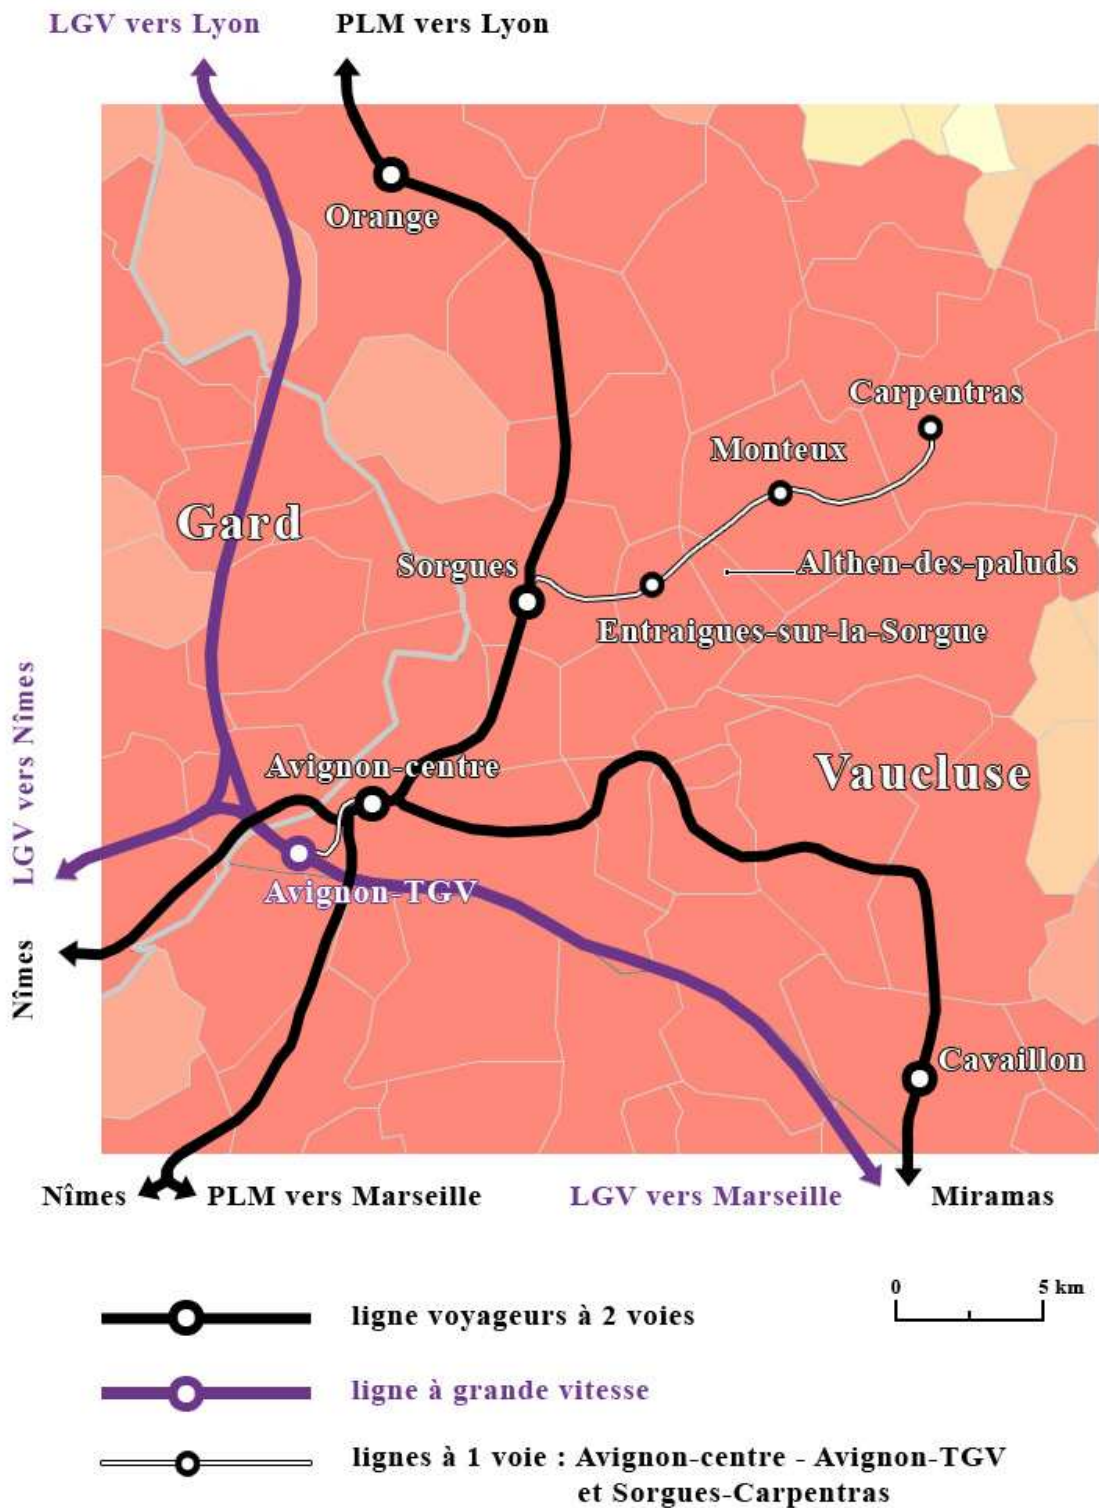 LGV vers Lyon
PLM vers Lyon
Orange
Carpentras
Monteux
Gard
Sorgues
Althen-des-paluds
Entraigues-sur-la-Sorgue
LGV vers Nîmes
Avignon-centre
Vaucluse
Avignon-TGV
Nîmes
Cavaillon
Nîmes
PLM vers Marseille
LGV vers Marseille
Miramas
0 5 km
ligne voyageurs à 2 voies
ligne à grande vitesse
lignes à 1 voie : Avignon-centre - Avignon-TGV
et Sorgues-Carpentras